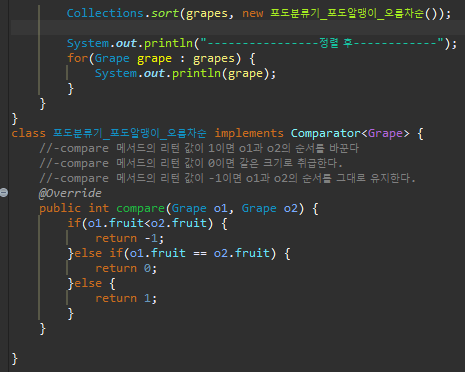 Collections.sort(grapes, new 포도분류기_포도알맹이_오름차순());
System.out.println("----------------정렬 후------------");
for(Grape grape : grapes) {
System.out.println(grape);
}
}
}
class 포도분류기_포도알맹이_오름차순 implements Comparator<Grape> {
//-compare 메서드의 리턴 값이 1이면 o1과 o2의 순서를 바꾼다
//-compare 메서드의 리턴 값이 0이면 같은 크기로 취급한다.
//-compare 메서드의 리턴 값이 -1이면 o1과 o2의 순서를 그대로 유지한다.
@Override
public int compare(Grape o1, Grape o2) {
if(o1.fruit<o2.fruit) {
return -1;
}else if(o1.fruit == o2.fruit) {
return 0;
}else {
return 1;
}
}
}